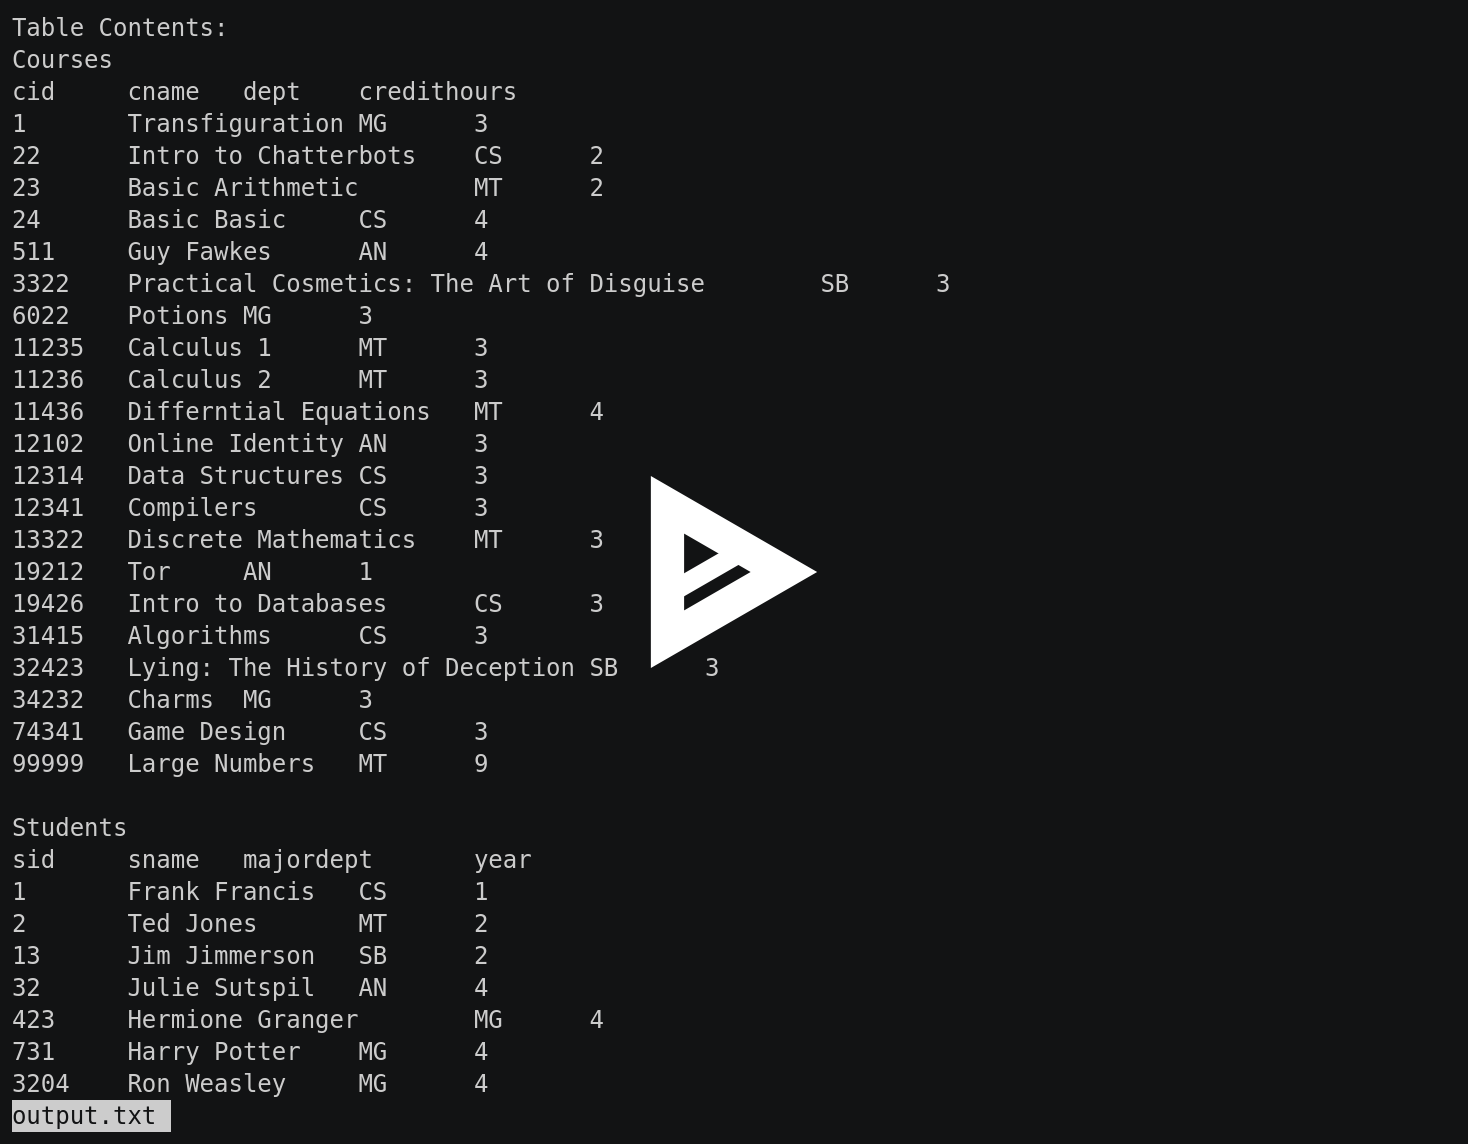 Table Contents:
Courses
cid cname dept credithours
1 Transfiguration MG 3
22 Intro to Chatterbots CS 2
23 Basic Arithmetic MT 2
24 Basic Basic CS 4
511 Guy Fawkes AN 4
3322 Practical Cosmetics: The Art of Disguise SB 3
6022 Potions MG 3
11235 Calculus 1 MT 3
11236 Calculus 2 MT 3
11436 Differntial Equations MT 4
12102 Online Identity AN 3
12314 Data Structures CS 3
12341 Compilers CS 3
13322 Discrete Mathematics MT 3
19212 Tor AN 1
19426 Intro to Databases CS 3
31415 Algorithms CS 3
32423 Lying: The History of Deception SB 3
34232 Charms MG 3
74341 Game Design CS 3
99999 Large Numbers MT 9
Students
sid sname majordept year
1 Frank Francis CS 1
2 Ted Jones MT 2
13 Jim Jimmerson SB 2
32 Julie Sutspil AN 4
423 Hermione Granger MG 4
731 Harry Potter MG 4
3204 Ron Weasley MG 4
output.txt